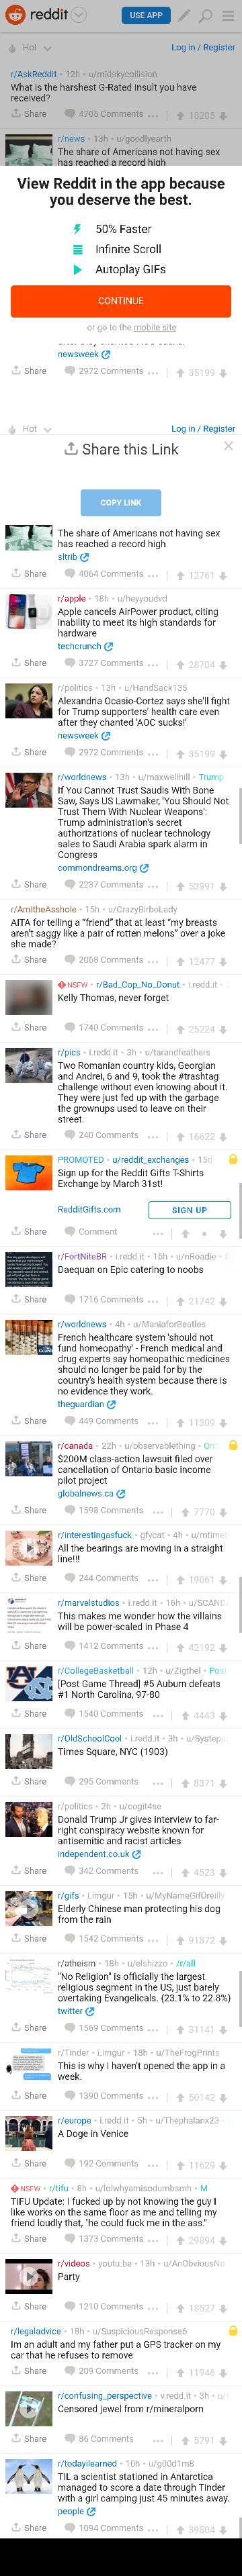 reddit
USE APP
Hot
Log in / Register
r/AskReddit • 12h • u/midskycollision
What is the harshest G-Rated insult you have
received?
Share 4705 Comments 18205
r/news • 13h • u/goodlyearth
The share of Americans not having sex
has reached a record high
View Reddit in the app because
you deserve the best.
50% Faster
Infinite Scroll
Autoplay GIFs
CONTINUE
or go to the mobile site
after they chanted 'AOC sucks!'
newsweek
Share 2972 Comments 35199
Hot
Log in / Register
Share this Link
COPY LINK
The share of Americans not having sex
has reached a record high
sltrib
Share 4064 Comments 12761
r/apple • 18h • u/heyyoudvd
Apple cancels AirPower product, citing
inability to meet its high standards for
hardware
techcrunch
Share 3727 Comments 28704
r/politics • 13h • u/HandSack135
Alexandria Ocasio-Cortez says she'll fight
for Trump supporters' health care even
after they chanted 'AOC sucks!'
newsweek
Share 2972 Comments 35199
r/worldnews • 13h • u/maxwellhill • Trump
If You Cannot Trust Saudis With Bone
Saw, Says US Lawmaker, 'You Should Not
Trust Them With Nuclear Weapons':
Trump administration's secret
authorizations of nuclear technology
sales to Saudi Arabia spark alarm in
Congress
commondreams.org
Share 2237 Comments 53991
r/AmItheAsshole • 15h • u/CrazyBirboLady
AITA for telling a “friend” that at least “my breasts
aren’t saggy like a pair of rotten melons” over a joke
she made?
Share 2068 Comments 12477
NSFW • r/Bad_Cop_No_Donut • i.redd.it • 2
Kelly Thomas, never forget
Share 1740 Comments 25224
r/pics • i.redd.it • 3h • u/tarandfeathers
Two Romanian country kids, Georgian
and Andrei, 6 and 9, took the #trashtag
challenge without even knowing about it.
They were just fed up with the garbage
the grownups used to leave on their
street.
Share 240 Comments 16622
PROMOTED • u/reddit_exchanges • 15d
Sign up for the Reddit Gifts T-Shirts
Exchange by March 31st!
RedditGifts.com
SIGN UP
Share Comment
r/FortNiteBR • i.redd.it • 16h • u/nRoadie
Daequan on Epic catering to noobs
Share 1716 Comments 21742
r/worldnews • 4h • u/ManiaforBeatles
French healthcare system 'should not
fund homeopathy' - French medical and
drug experts say homeopathic medicines
should no longer be paid for by the
country’s health system because there is
no evidence they work.
theguardian
Share 449 Comments 11309
r/canada • 22h • u/observablething • Ont
$200M class-action lawsuit filed over
cancellation of Ontario basic income
pilot project
globalnews.ca
Share 1598 Comments 7770
r/interestingasfuck • gfycat • 4h • u/mtimet
All the bearings are moving in a straight
line!!!
Share 244 Comments 19061
r/marvelstudios • i.redd.it • 16h • u/SCAND
This makes me wonder how the villains
will be power-scaled in Phase 4
Share 1412 Comments 42192
r/CollegeBasketball • 12h • u/Zigthel • Post
[Post Game Thread] #5 Auburn defeats
#1 North Carolina, 97-80
Share 1540 Comments 4443
r/OldSchoolCool • i.redd.it • 3h • u/Systepup
Times Square, NYC (1903)
Share 295 Comments 8371
r/politics • 2h • u/cogit4se
Donald Trump Jr gives interview to far-
right conspiracy website known for
antisemitic and racist articles
independent.co.uk
Share 342 Comments 4523
r/gifs • i.imgur • 15h • u/MyNameGifOreilly
Elderly Chinese man protecting his dog
from the rain
Share 1542 Comments 91872
r/atheism • 18h • u/elshizzo • /r/all
"No Religion" is officially the largest
religious segment in the US, just barely
overtaking Evangelicals. (23.1% to 22.8%)
twitter
Share 1569 Comments 31141
r/Tinder • i.imgur • 18h • u/TheFrogPrints
This is why I haven’t opened the app in a
week.
Share 1390 Comments 50142
r/europe • i.redd.it • 5h • u/Thephalanx23
A Doge in Venice
Share 192 Comments 11629
NSFW • r/tifu • 8h • u/lolwhyamisodumbsmh • M
TIFU Update: I fucked up by not knowing the guy I
like works on the same floor as me and telling my
friend loudly that, "he could fuck me in the ass."
Share 1373 Comments 29894
r/videos • youtu.be • 13h • u/AnObviousNo
Party
Share 1210 Comments 18527
r/legaladvice • 18h • u/SuspiciousResponse6
Im an adult and my father put a GPS tracker on my
car that he refuses to remove
Share 209 Comments 11946
r/confusing_perspective • v.redd.it • 3h • u/t
Censored jewel from r/mineralporn
Share 86 Comments 5791
r/todayilearned • 10h • u/g00d1m8
TIL a scientist stationed in Antarctica
managed to score a date through Tinder
with a girl camping just 45 minutes away.
people
Share 1094 Comments 39804